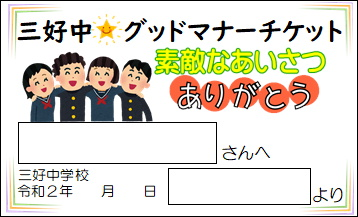 三好中☀グッドマナーチケット
素敵なあいさつ
ありがとう
さんへ
三好中学校
令和２年　　月　　日
より